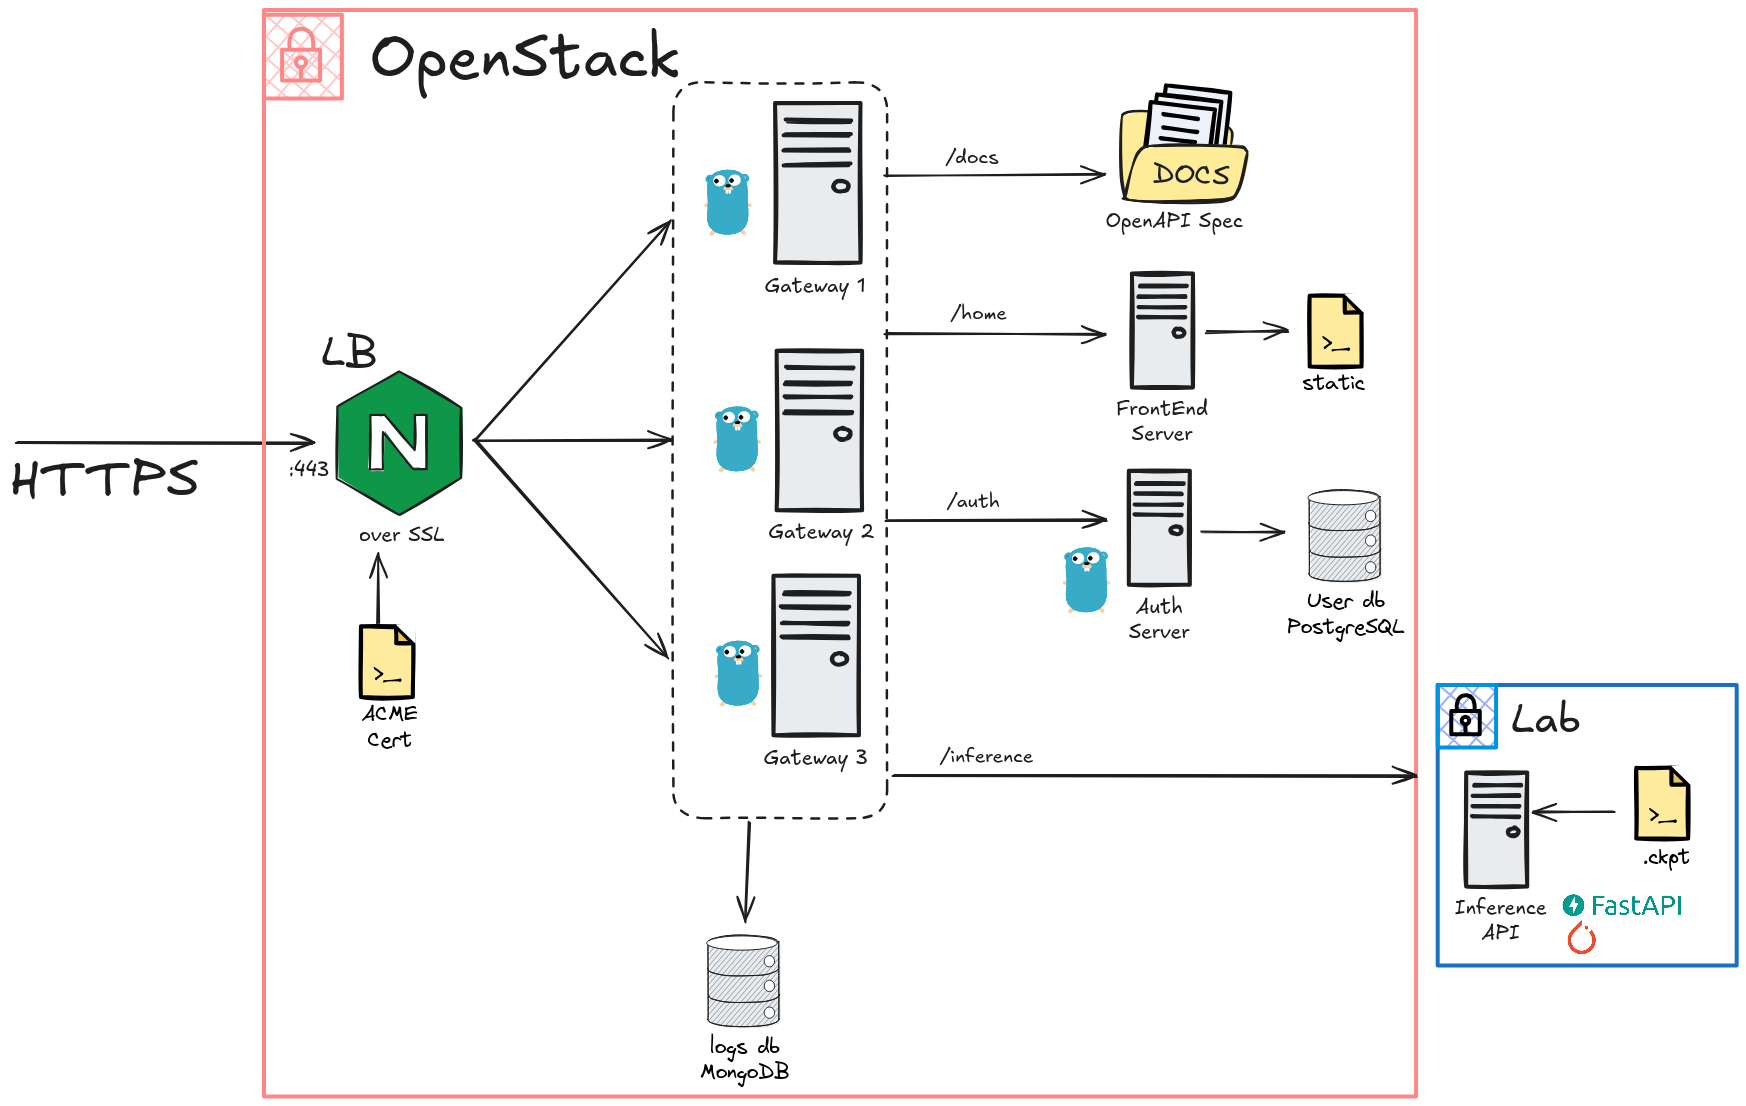 OpenStack
/docs
DOCS
OpenAPI Spec
Gateway 1
/home
LB
static
FrontEnd
Server
N
HTTPS
:443
over SSL
Gateway 2
/auth
Auth
Server
User db
PostgreSQL
>_
ACME
Cert
Gateway 3
/inference
Lab
>_
.ckpt
Inference
API
FastAPI
>_
logs db
MongoDB